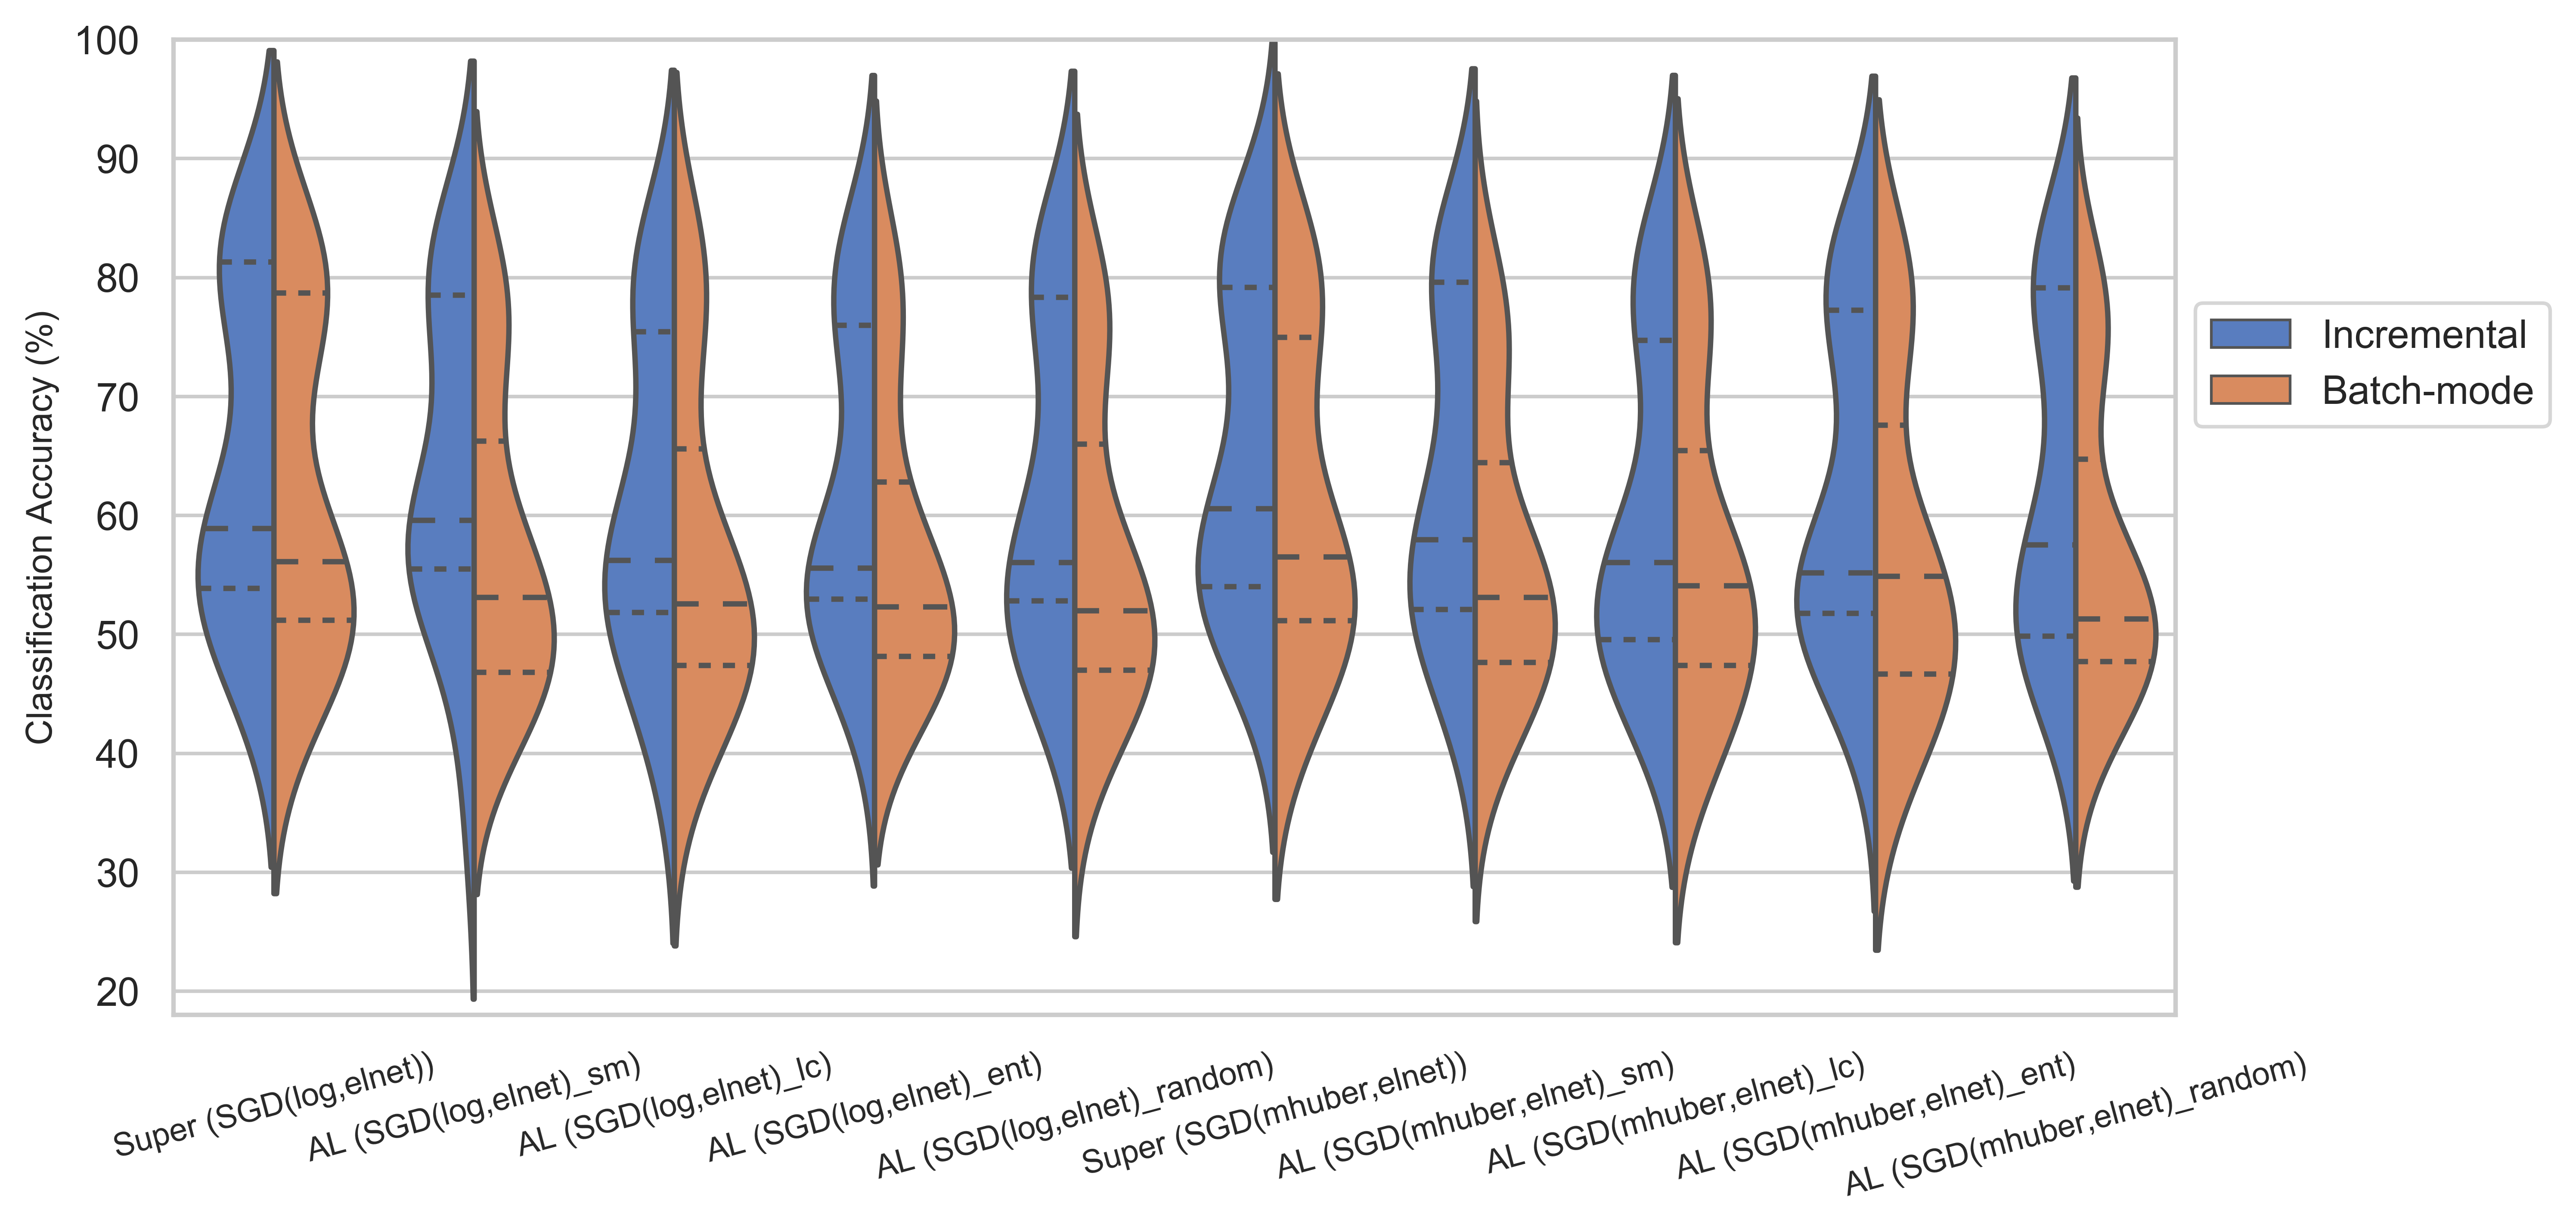 Classification Accuracy (%)
100
90
80
70
60
50
40
30
20
Super (SGD(log,elnet))
AL (SGD(log,elnet)_sm)
AL (SGD(log,elnet)_lc)
AL (SGD(log,elnet)_ent)
AL (SGD(log,elnet)_random)
Super (SGD(mhuber,elnet))
AL (SGD(mhuber,elnet)_sm)
AL (SGD(mhuber,elnet)_lc)
AL (SGD(mhuber,elnet)_ent)
AL (SGD(mhuber,elnet)_random)
Incremental
Batch-mode